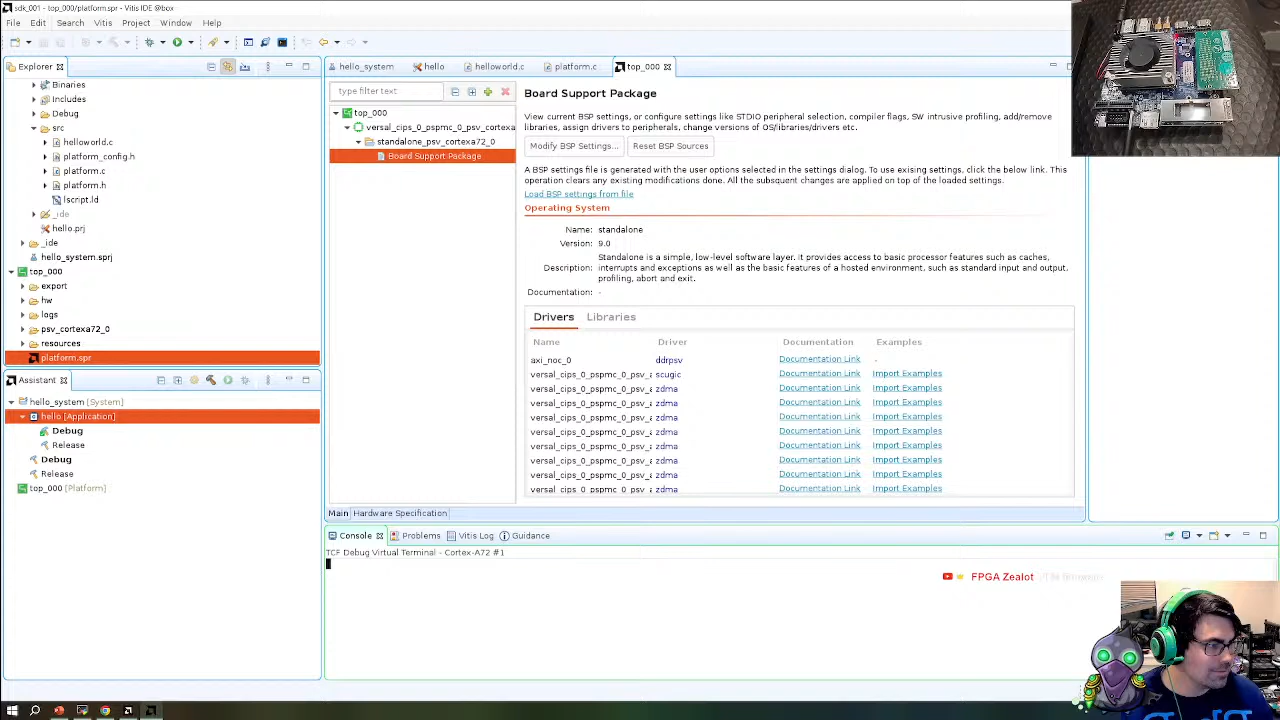 sdk_001 - top_000/platform.spr - Vitis IDE @box
File Edit Search Vitis Project Window Help
Explorer
Binaries
Includes
Debug
src
helloworld.c
platform_config.h
platform.c
platform.h
lscript.ld
_ide
hello.prj
_ide
hello_system.sprj
top_000
export
hw
logs
psv_cortexa72_0
resources
platform.spr
Assistant
hello_system [System]
hello [Application]
Debug
Release
Debug
Release
top_000 [Platform]
hello_system hello helloworld.c platform.c top_000
type filter text
top_000
versal_cips_0_pspmc_0_psv_cortexa
standalone_psv_cortexa72_0
Board Support Package
Board Support Package
View current BSP settings, or configure settings like STDIO peripheral selection, compiler flags, SW intrusive profiling, add/remove
libraries, assign drivers to peripherals, change versions of OS/libraries/drivers etc.
Modify BSP Settings... Reset BSP Sources
A BSP settings file is generated with the user options selected in the settings dialog. To use existing settings, click the below link. This
operation clears any existing modifications done. All the subsquent changes are applied on top of the loaded settings.
Load BSP settings from file
Operating System
Name: standalone
Version: 9.0
Description: Standalone is a simple, low-level software layer. It provides access to basic processor features such as caches,
interrupts and exceptions as well as the basic features of a hosted environment, such as standard input and output,
profiling, abort and exit.
Documentation: -
Drivers Libraries
Name Driver Documentation Examples
axi_noc_0 ddrpsv Documentation Link -
versal_cips_0_pspmc_0_psv_ scugic Documentation Link Import Examples
versal_cips_0_pspmc_0_psv_a zdma Documentation Link Import Examples
versal_cips_0_pspmc_0_psv_a zdma Documentation Link Import Examples
versal_cips_0_pspmc_0_psv_a zdma Documentation Link Import Examples
versal_cips_0_pspmc_0_psv_a zdma Documentation Link Import Examples
versal_cips_0_pspmc_0_psv_a zdma Documentation Link Import Examples
versal_cips_0_pspmc_0_psv_a zdma Documentation Link Import Examples
versal_cips_0_pspmc_0_psv_a zdma Documentation Link Import Examples
versal_cips_0_pspmc_0_psv_a zdma Documentation Link Import Examples
Main Hardware Specification
Console Problems Vitis Log Guidance
TCF Debug Virtual Terminal - Cortex-A72 #1
FPGA Zealot